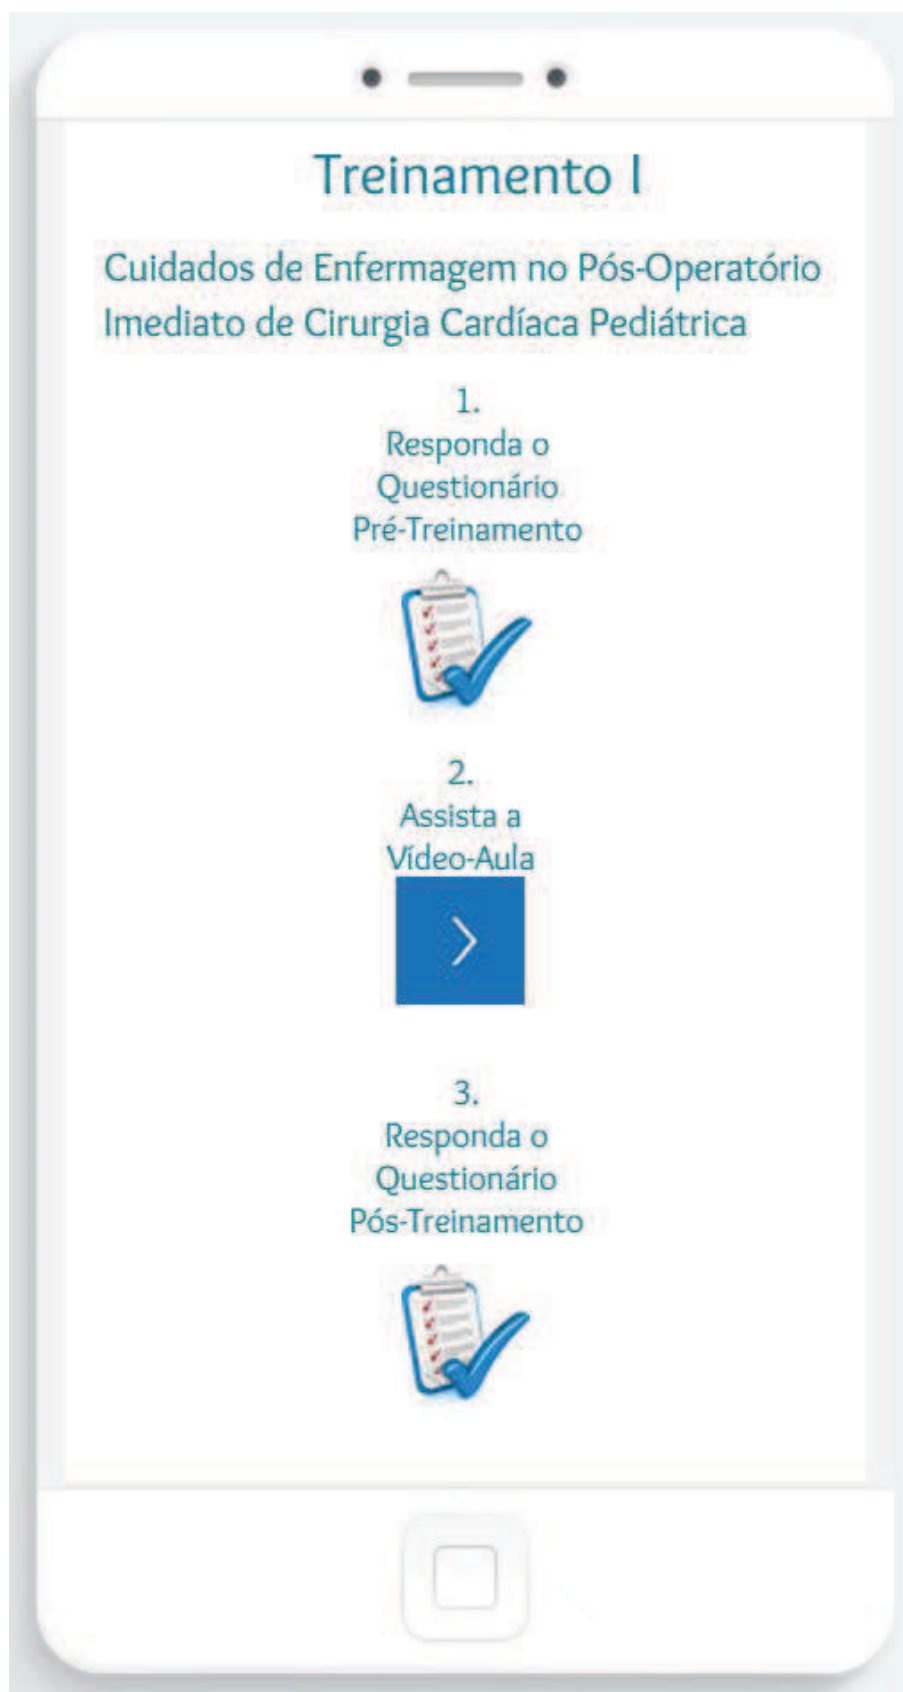 Treinamento I
Cuidados de Enfermagem no Pós-Operatório
Imediato de Cirurgia Cardíaca Pediátrica
1.
Responda o
Questionário
Pré-Treinamento
2.
Assista a
Vídeo-Aula
3.
Responda o
Questionário
Pós-Treinamento